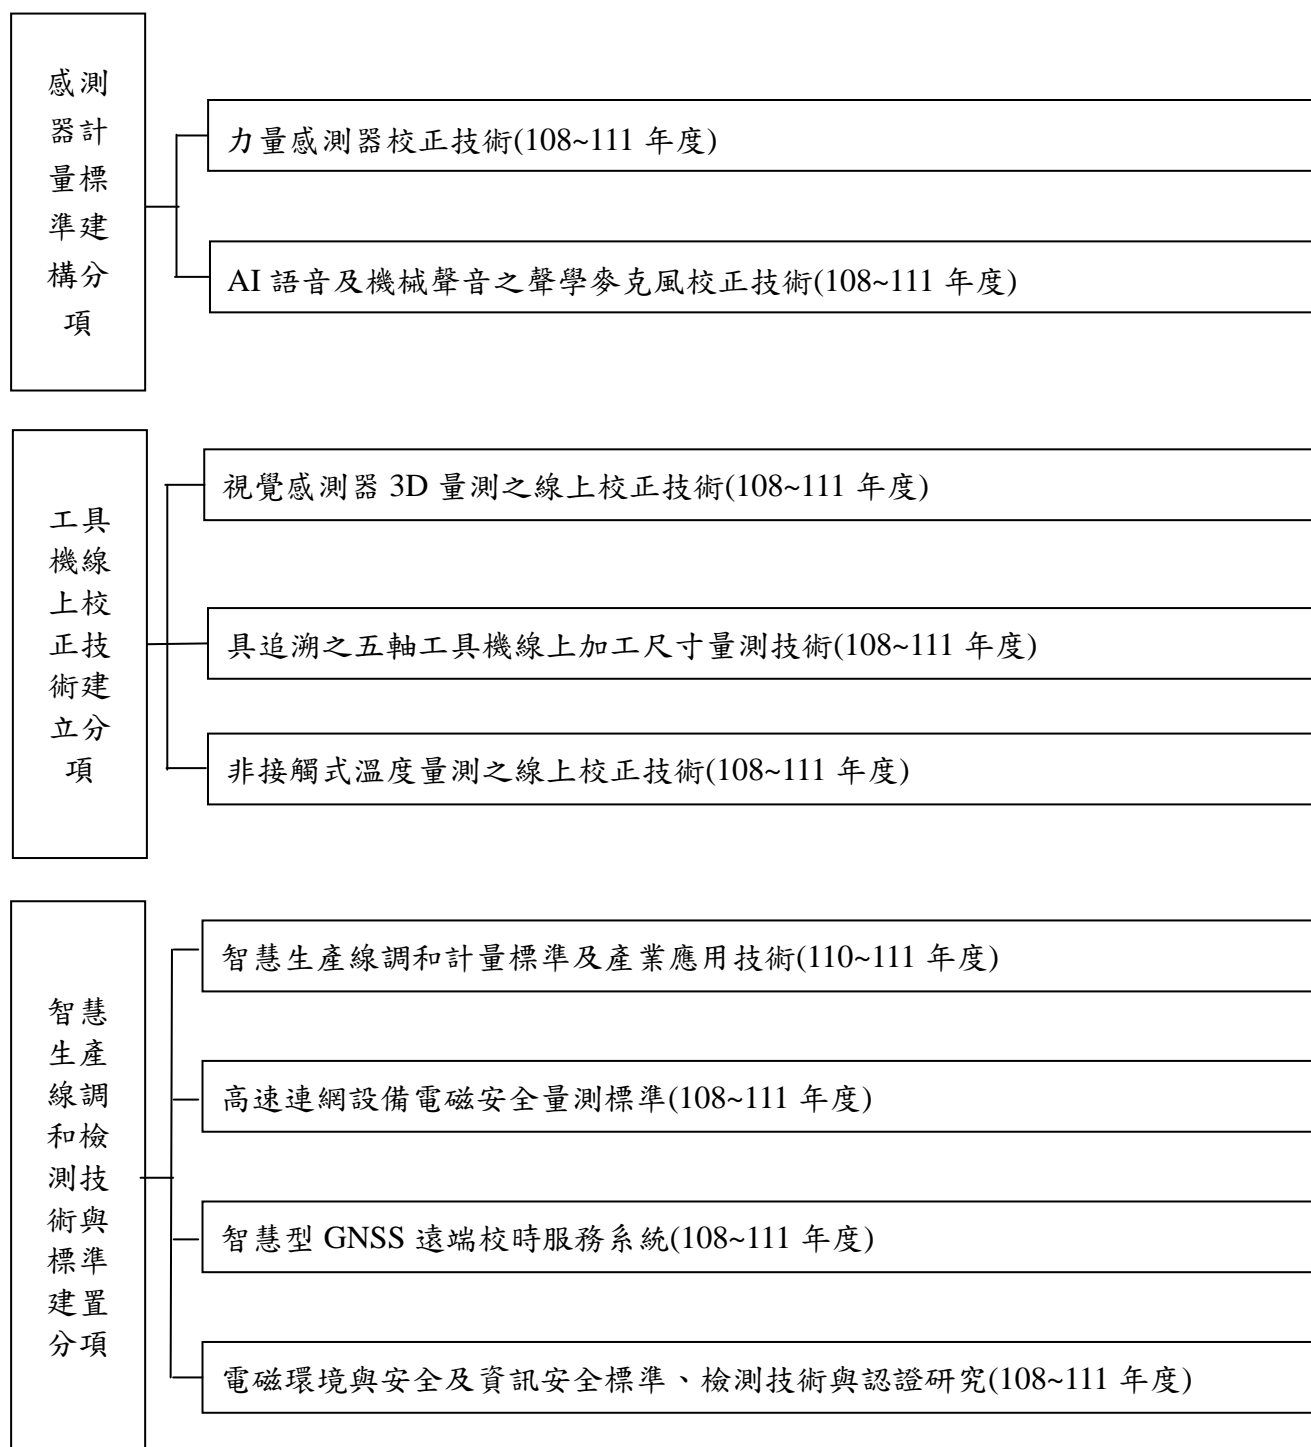 感測
器計
量標
準建
構分
項
力量感測器校正技術(108~111 年度)
AI 語音及機械聲音之聲學麥克風校正技術(108~111 年度)
工具
機線
上校
正技
術建
立分
項
視覺感測器 3D 量測之線上校正技術(108~111 年度)
具追溯之五軸工具機線上加工尺寸量測技術(108~111 年度)
非接觸式溫度量測之線上校正技術(108~111 年度)
智慧
生產
線調
和檢
測技
術與
標準
建置
分項
智慧生產線調和計量標準及產業應用技術(110~111 年度)
高速連網設備電磁安全量測標準(108~111 年度)
智慧型 GNSS 遠端校時服務系統(108~111 年度)
電磁環境與安全及資訊安全標準、檢測技術與認證研究(108~111 年度)